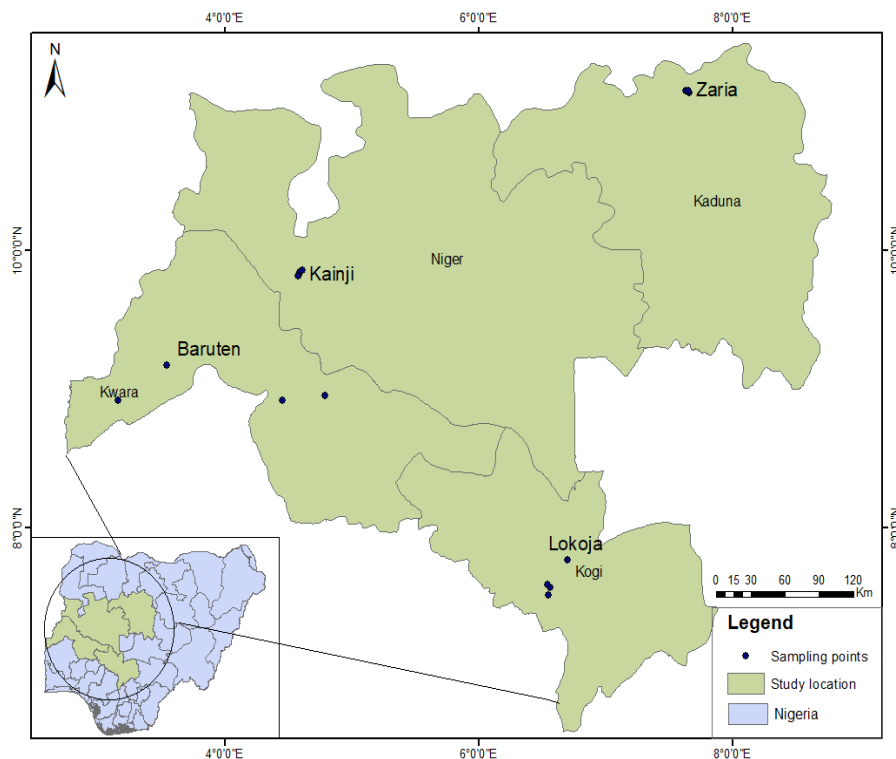 4°0'0"E 6°0'0"E 8°0'0"E
N
Zaria
Kaduna
10°0'0"N 10°0'0"N
Kainji
Niger
Baruten
Kwara
8°0'0"N 8°0'0"N
Lokoja
Kogi
0 15 30 60 90 120
Km
Legend
Sampling points
Study location
Nigeria
4°0'0"E 6°0'0"E 8°0'0"E